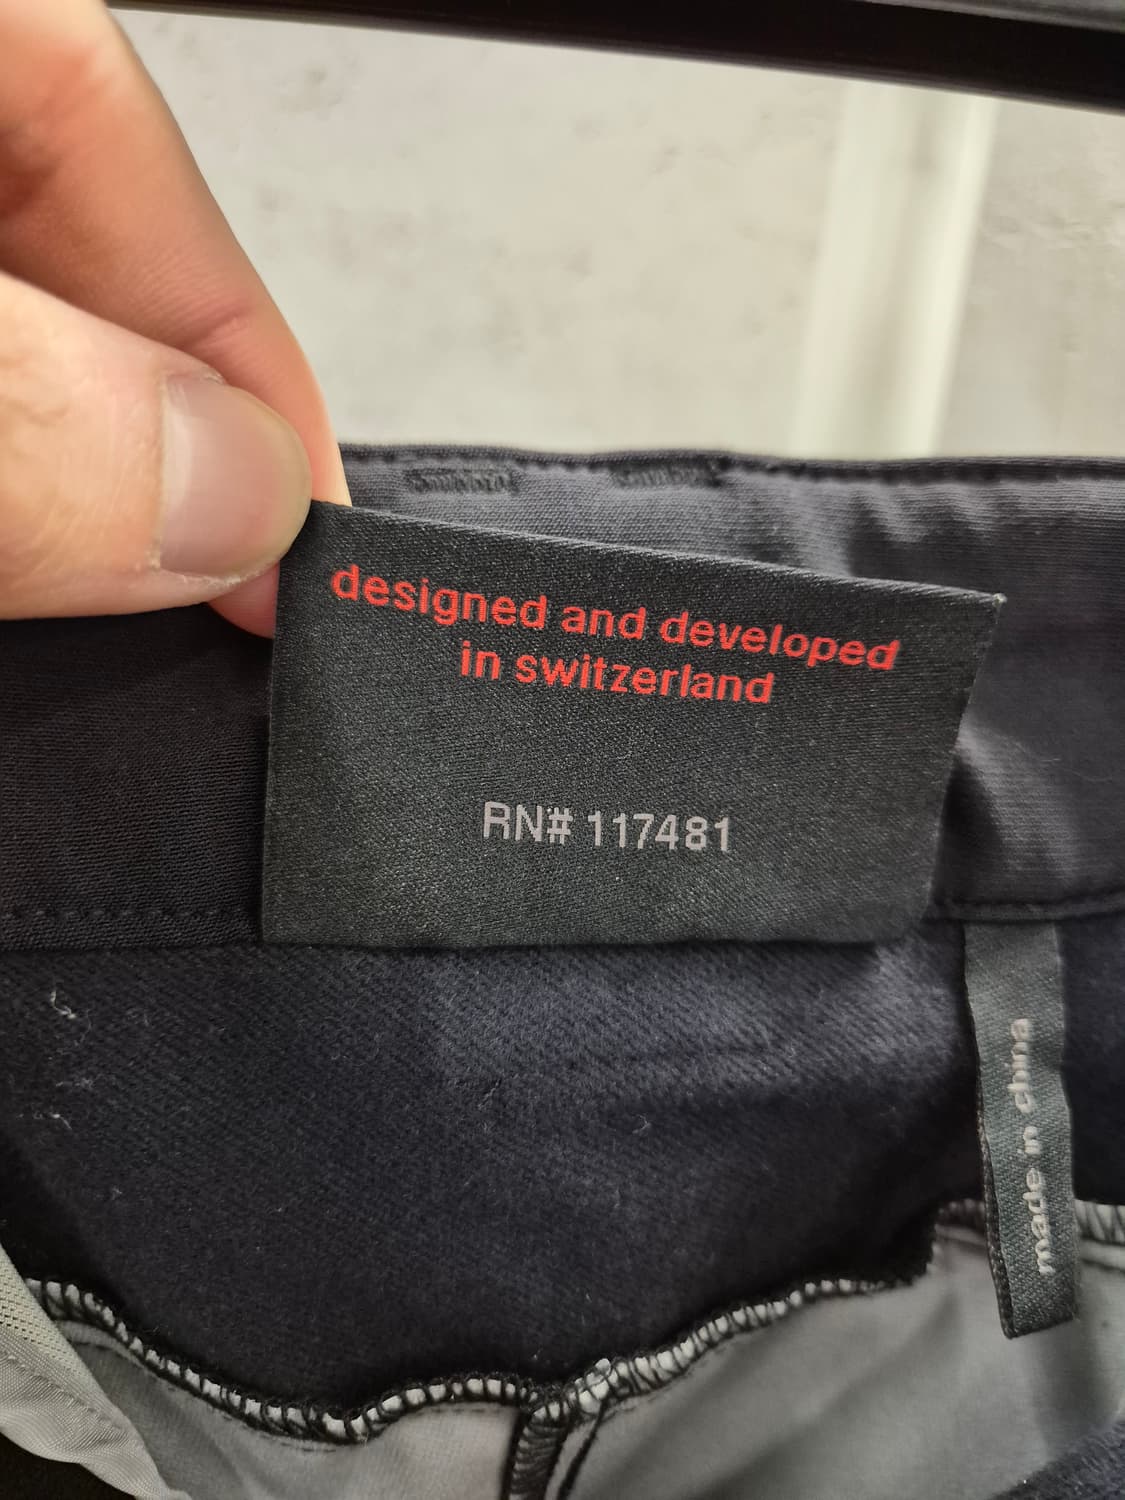 designed and developed
in switzerland
RN# 117481
made in china